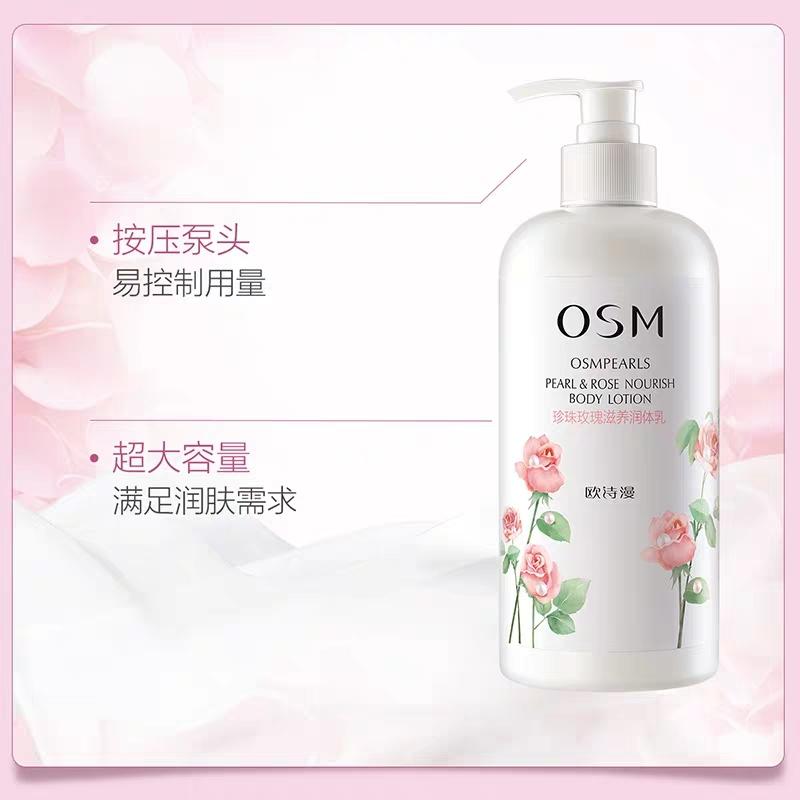 按压泵头
易控制用量
超大容量
满足润肤需求
OSM
OSMPEARLS
PEARL & ROSE NOURISH
BODY LOTION
珍珠玫瑰滋养润体乳
欧诗漫